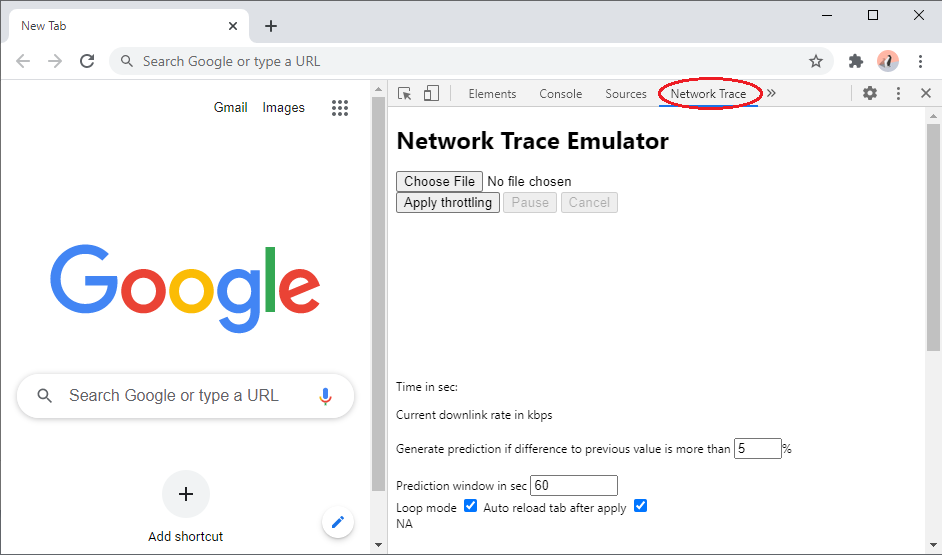 New Tab
Search Google or type a URL
Gmail Images
Elements Console Sources Network Trace
Network Trace Emulator
Choose File No file chosen
Apply throttling Pause Cancel
Google
Search Google or type a URL
Time in sec:
Current downlink rate in kbps
Generate prediction if difference to previous value is more than 5 %
Prediction window in sec 60
Loop mode Auto reload tab after apply
NA
Add shortcut